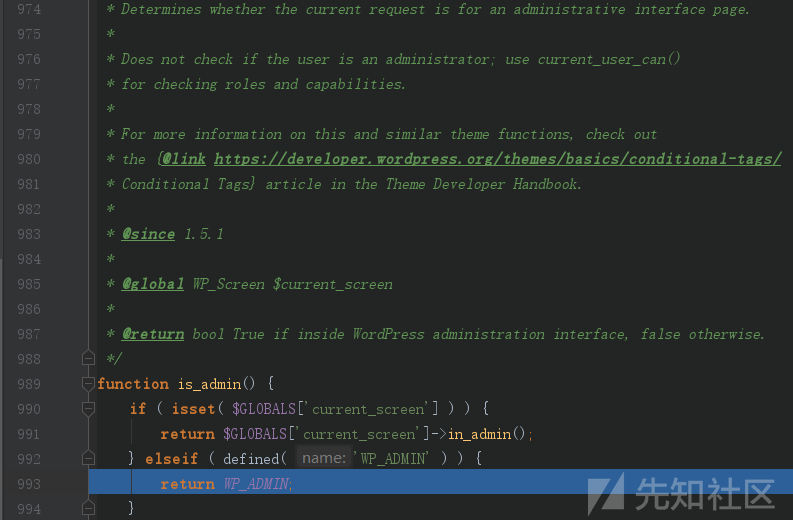 974 * Determines whether the current request is for an administrative interface page.
975 *
976 * Does not check if the user is an administrator; use current_user_can()
977 * for checking roles and capabilities.
978 *
979 * For more information on this and similar theme functions, check out
980 * the {@link https://developer.wordpress.org/themes/basics/conditional-tags/
981 * Conditional Tags} article in the Theme Developer Handbook.
982 *
983 * @since 1.5.1
984 *
985 * @global WP_Screen $current_screen
986 *
987 * @return bool True if inside WordPress administration interface, false otherwise.
988 */
989 function is_admin() {
990 if ( isset( $GLOBALS['current_screen'] ) ) {
991 return $GLOBALS['current_screen']->in_admin();
992 } elseif ( defined( name: 'WP_ADMIN' ) ) {
993 return WP_ADMIN;
994 }
先知社区